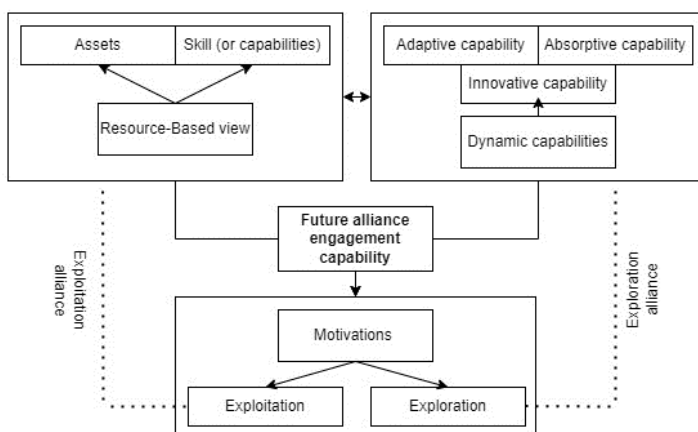 Assets
Skill (or capabilities)
Resource-Based view
Adaptive capability
Absorptive capability
Innovative capability
Dynamic capabilities
Future alliance
engagement
capability
Exploitation
alliance
Exploration
alliance
Motivations
Exploitation
Exploration